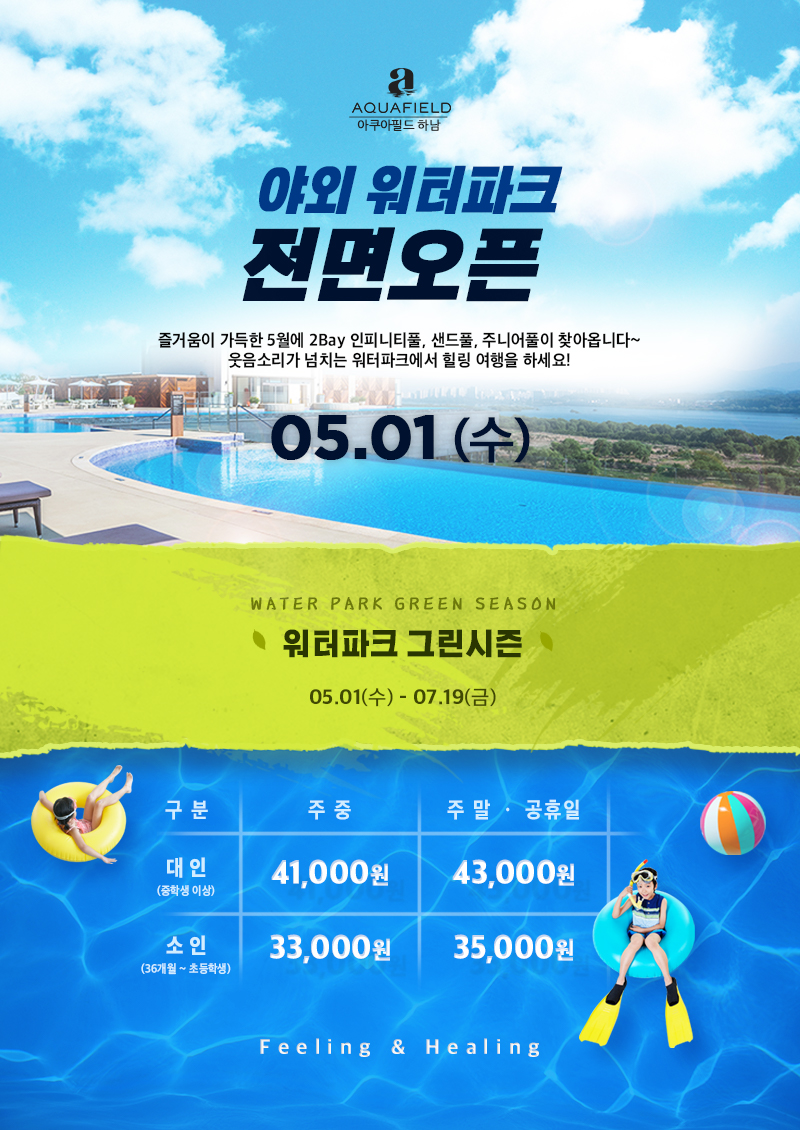 a
AQUAFIELD
아쿠아필드 하남
야외 워터파크
전면오픈
즐거움이 가득한 5월에 2Bay 인피니티풀, 샌드풀, 주니어풀이 찾아옵니다~
웃음소리가 넘치는 워터파크에서 힐링 여행을 하세요!
05.01 (수)
WATER PARK GREEN SEASON
워터파크 그린시즌
05.01(수) - 07.19(금)
구분 주중 주말 · 공휴일
대인 41,000원 43,000원
(중학생 이상)
소인 33,000원 35,000원
(36개월 ~ 초등학생)
Feeling & Healing